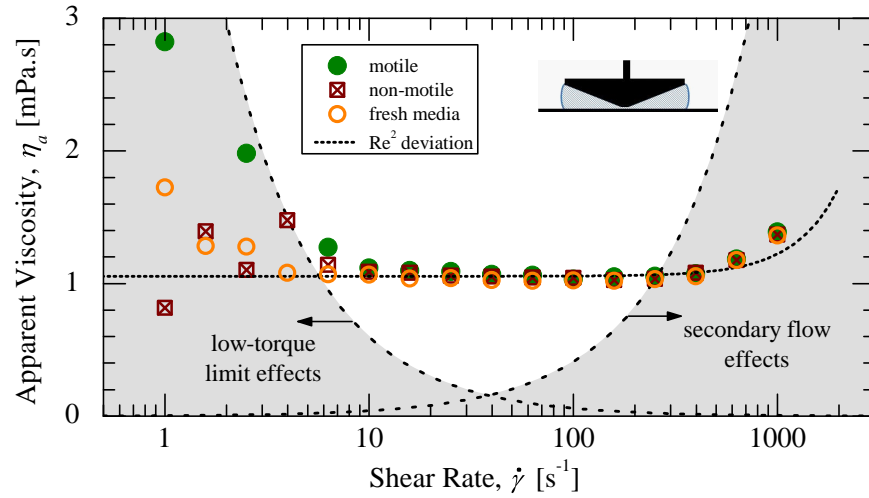 3
2
1
0
Apparent Viscosity, ηₐ [mPa.s]
motile
non-motile
fresh media
Re² deviation
low-torque
limit effects
secondary flow
effects
1 10 100 1000
Shear Rate, γ̇ [s⁻¹]